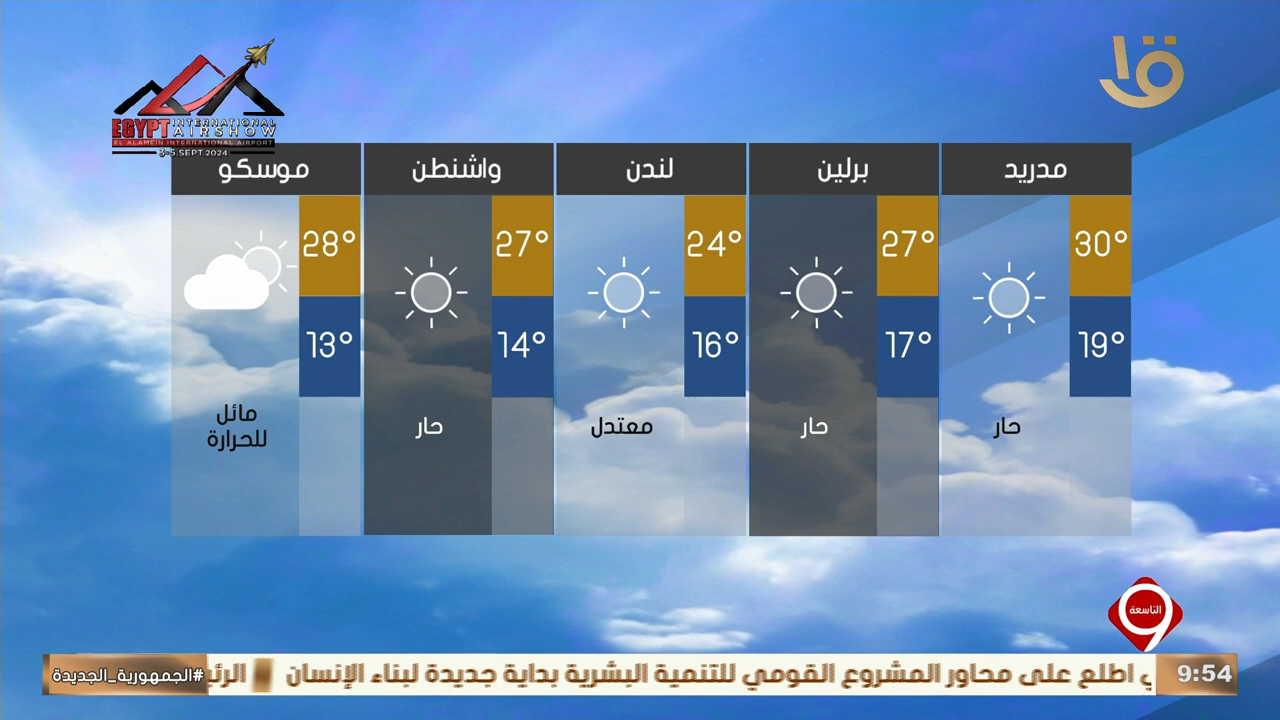 EGYPT INTERNATIONAL
AIRSHOW
EL ALAMEIN INTERNATIONAL AIRPORT
3-5.SEPT.2024
مدريد
30°
19°
حار
برلين
27°
17°
حار
لندن
24°
16°
معتدل
واشنطن
27°
14°
حار
موسكو
28°
13°
مائل
للحرارة
التاسعة
9
9:54
اطلع على محاور المشروع القومي للتنمية البشرية بداية جديدة لبناء الإنسان
#الجمهورية_الجديدة